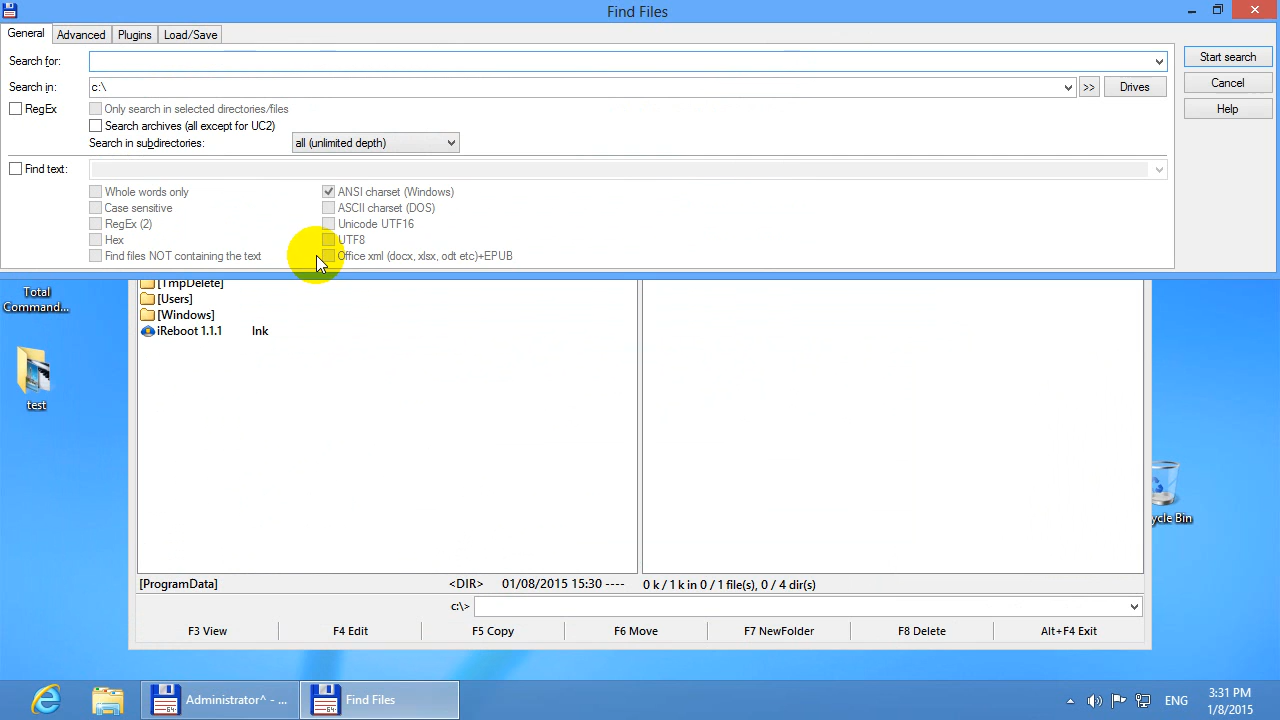 Find Files
General Advanced Plugins Load/Save
Search for: Start search
Search in: c:\ >> Drives Cancel
RegEx Only search in selected directories/files Help
Search archives (all except for UC2)
Search in subdirectories: all (unlimited depth)
Find text:
Whole words only ANSI charset (Windows)
Case sensitive ASCII charset (DOS)
RegEx (2) Unicode UTF16
Hex UTF8
Find files NOT containing the text Office xml (docx, xlsx, odt etc)+EPUB
[TmpDelete]
[Users]
[Windows]
iReboot 1.1.1 lnk
Total
Command...
test
cycle Bin
[ProgramData] <DIR> 01/08/2015 15:30 ---- 0 k / 1 k in 0 / 1 file(s), 0 / 4 dir(s)
c:\>
F3 View F4 Edit F5 Copy F6 Move F7 NewFolder F8 Delete Alt+F4 Exit
64 Administrator^ - ... 64 Find Files ENG 3:31 PM
1/8/2015